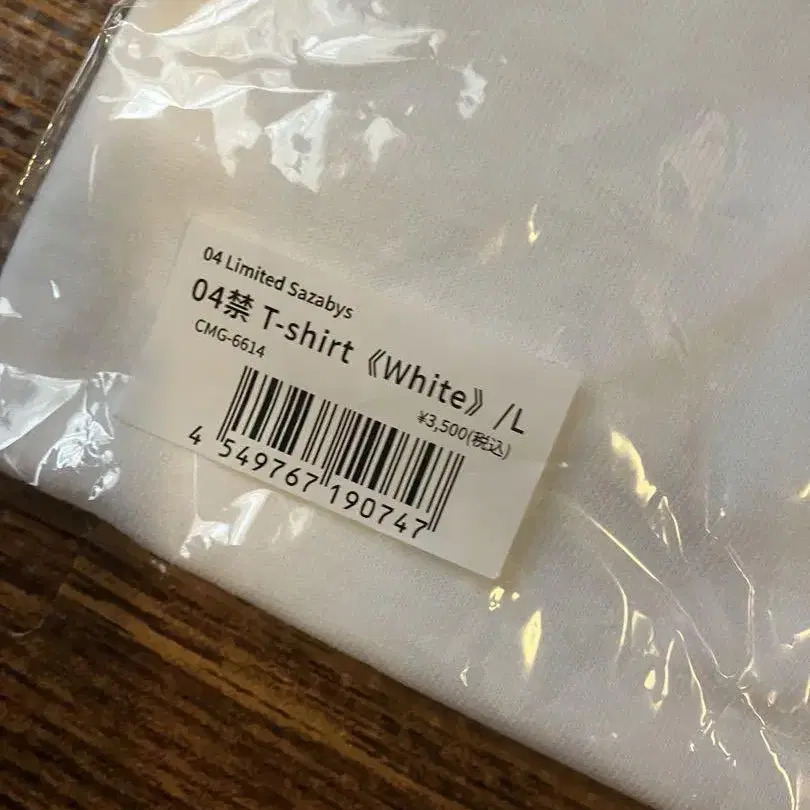 04 Limited Sazabys
04禁 T-shirt《White》/L
CMG-6614
¥3,500(税込)
4 549767 190747